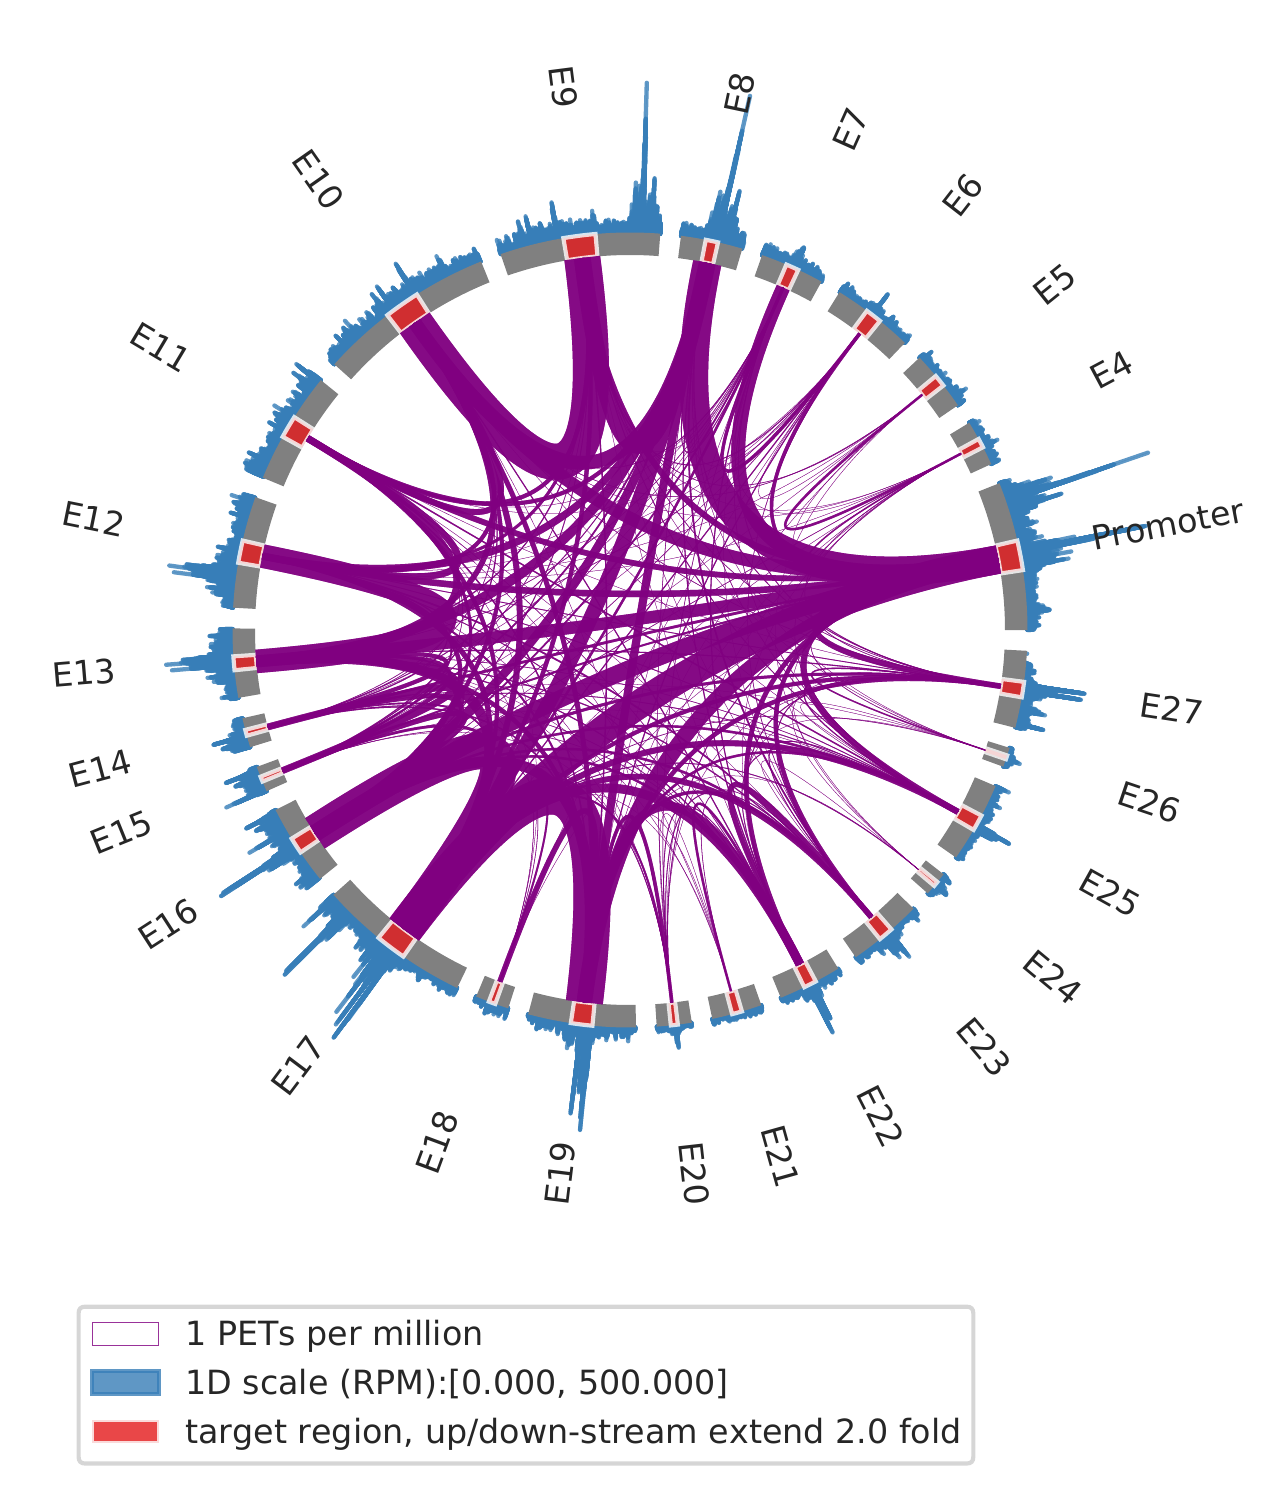 E9
E8
E7
E10
E6
E5
E11
E4
E12
Promoter
E13
E27
E14
E26
E15
E25
E16
E24
E17
E23
E18
E22
E19
E20
E21
1 PETs per million
1D scale (RPM):[0.000, 500.000]
target region, up/down-stream extend 2.0 fold